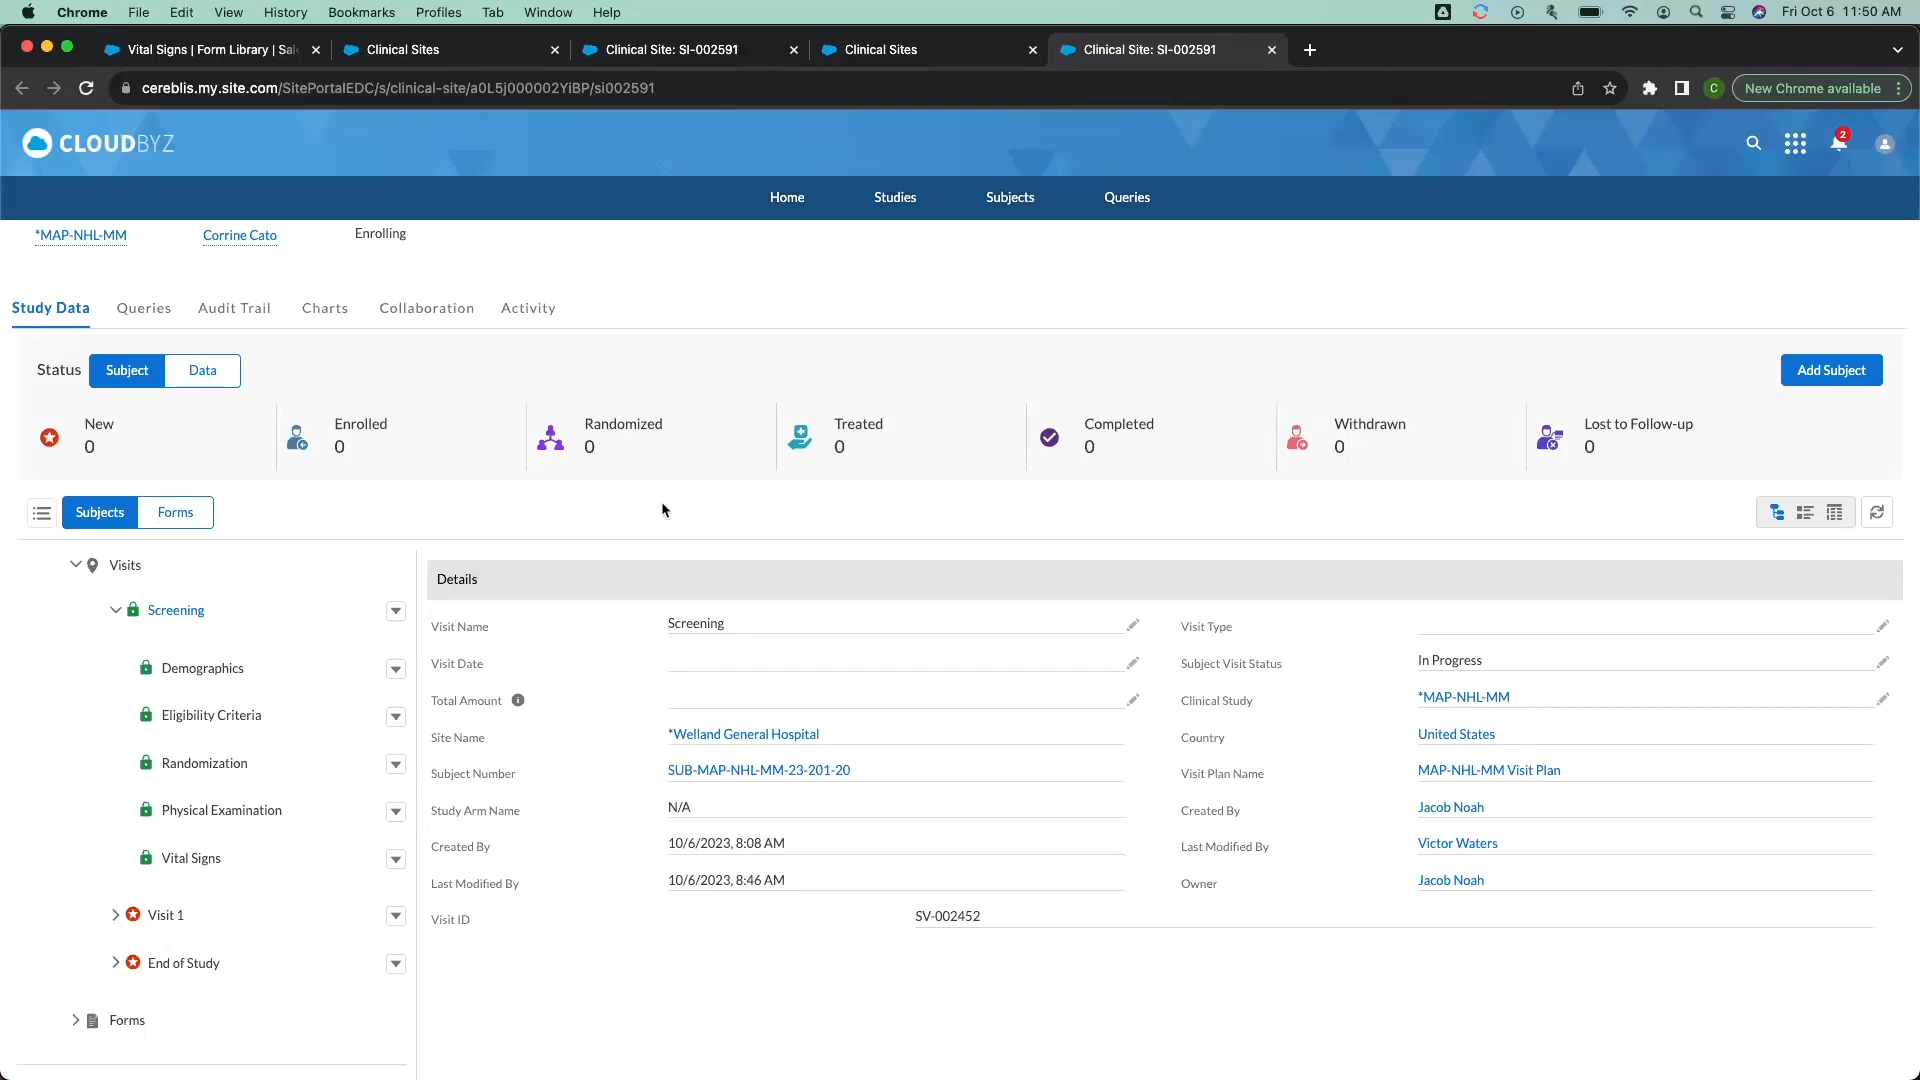 Chrome File Edit View History Bookmarks Profiles Tab Window Help Fri Oct 6 11:50 AM
Vital Signs | Form Library | Sal Clinical Sites Clinical Site: SI-002591 Clinical Sites Clinical Site: SI-002591
cereblis.my.site.com/SitePortalEDC/s/clinical-site/a0L5j000002YiBP/si002591 C New Chrome available
CLOUDBYZ 2
Home Studies Subjects Queries
*MAP-NHL-MM Corrine Cato Enrolling
Study Data Queries Audit Trail Charts Collaboration Activity
Status Subject Data Add Subject
New Enrolled Randomized Treated Completed Withdrawn Lost to Follow-up
0 0 0 0 0 0 0
Subjects Forms
Visits
Screening
Demographics
Eligibility Criteria
Randomization
Physical Examination
Vital Signs
Visit 1
End of Study
Forms
Details
Visit Name Screening Visit Type
Visit Date Subject Visit Status In Progress
Total Amount Clinical Study *MAP-NHL-MM
Site Name *Welland General Hospital Country United States
Subject Number SUB-MAP-NHL-MM-23-201-20 Visit Plan Name MAP-NHL-MM Visit Plan
Study Arm Name N/A Created By Jacob Noah
Created By 10/6/2023, 8:08 AM Last Modified By Victor Waters
Last Modified By 10/6/2023, 8:46 AM Owner Jacob Noah
Visit ID SV-002452